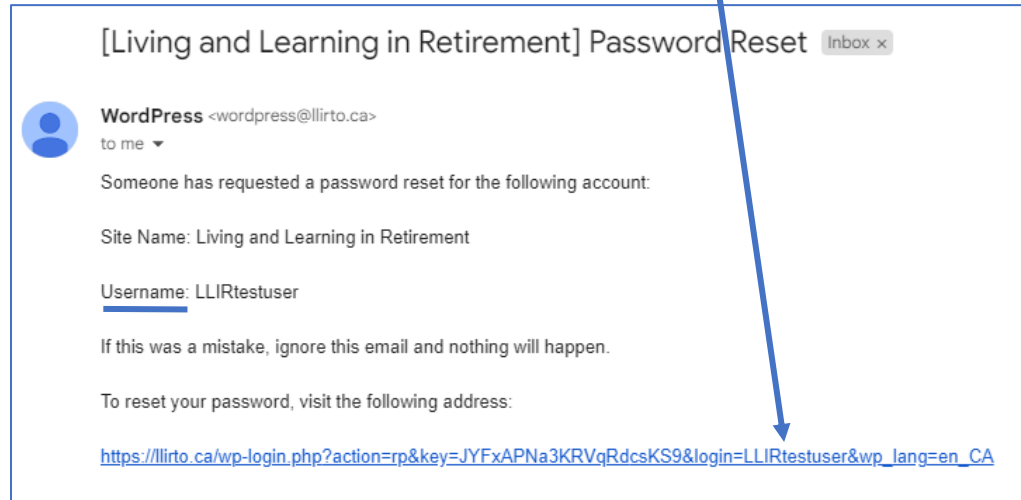 [Living and Learning in Retirement] Password Reset Inbox x
WordPress <wordpress@llirto.ca>
to me
Someone has requested a password reset for the following account:
Site Name: Living and Learning in Retirement
Username: LLIRtestuser
If this was a mistake, ignore this email and nothing will happen.
To reset your password, visit the following address:
https://llirto.ca/wp-login.php?action=rp&key=JYFxAPNa3KRVqRdcsKS9&login=LLIRtestuser&wp_lang=en_CA